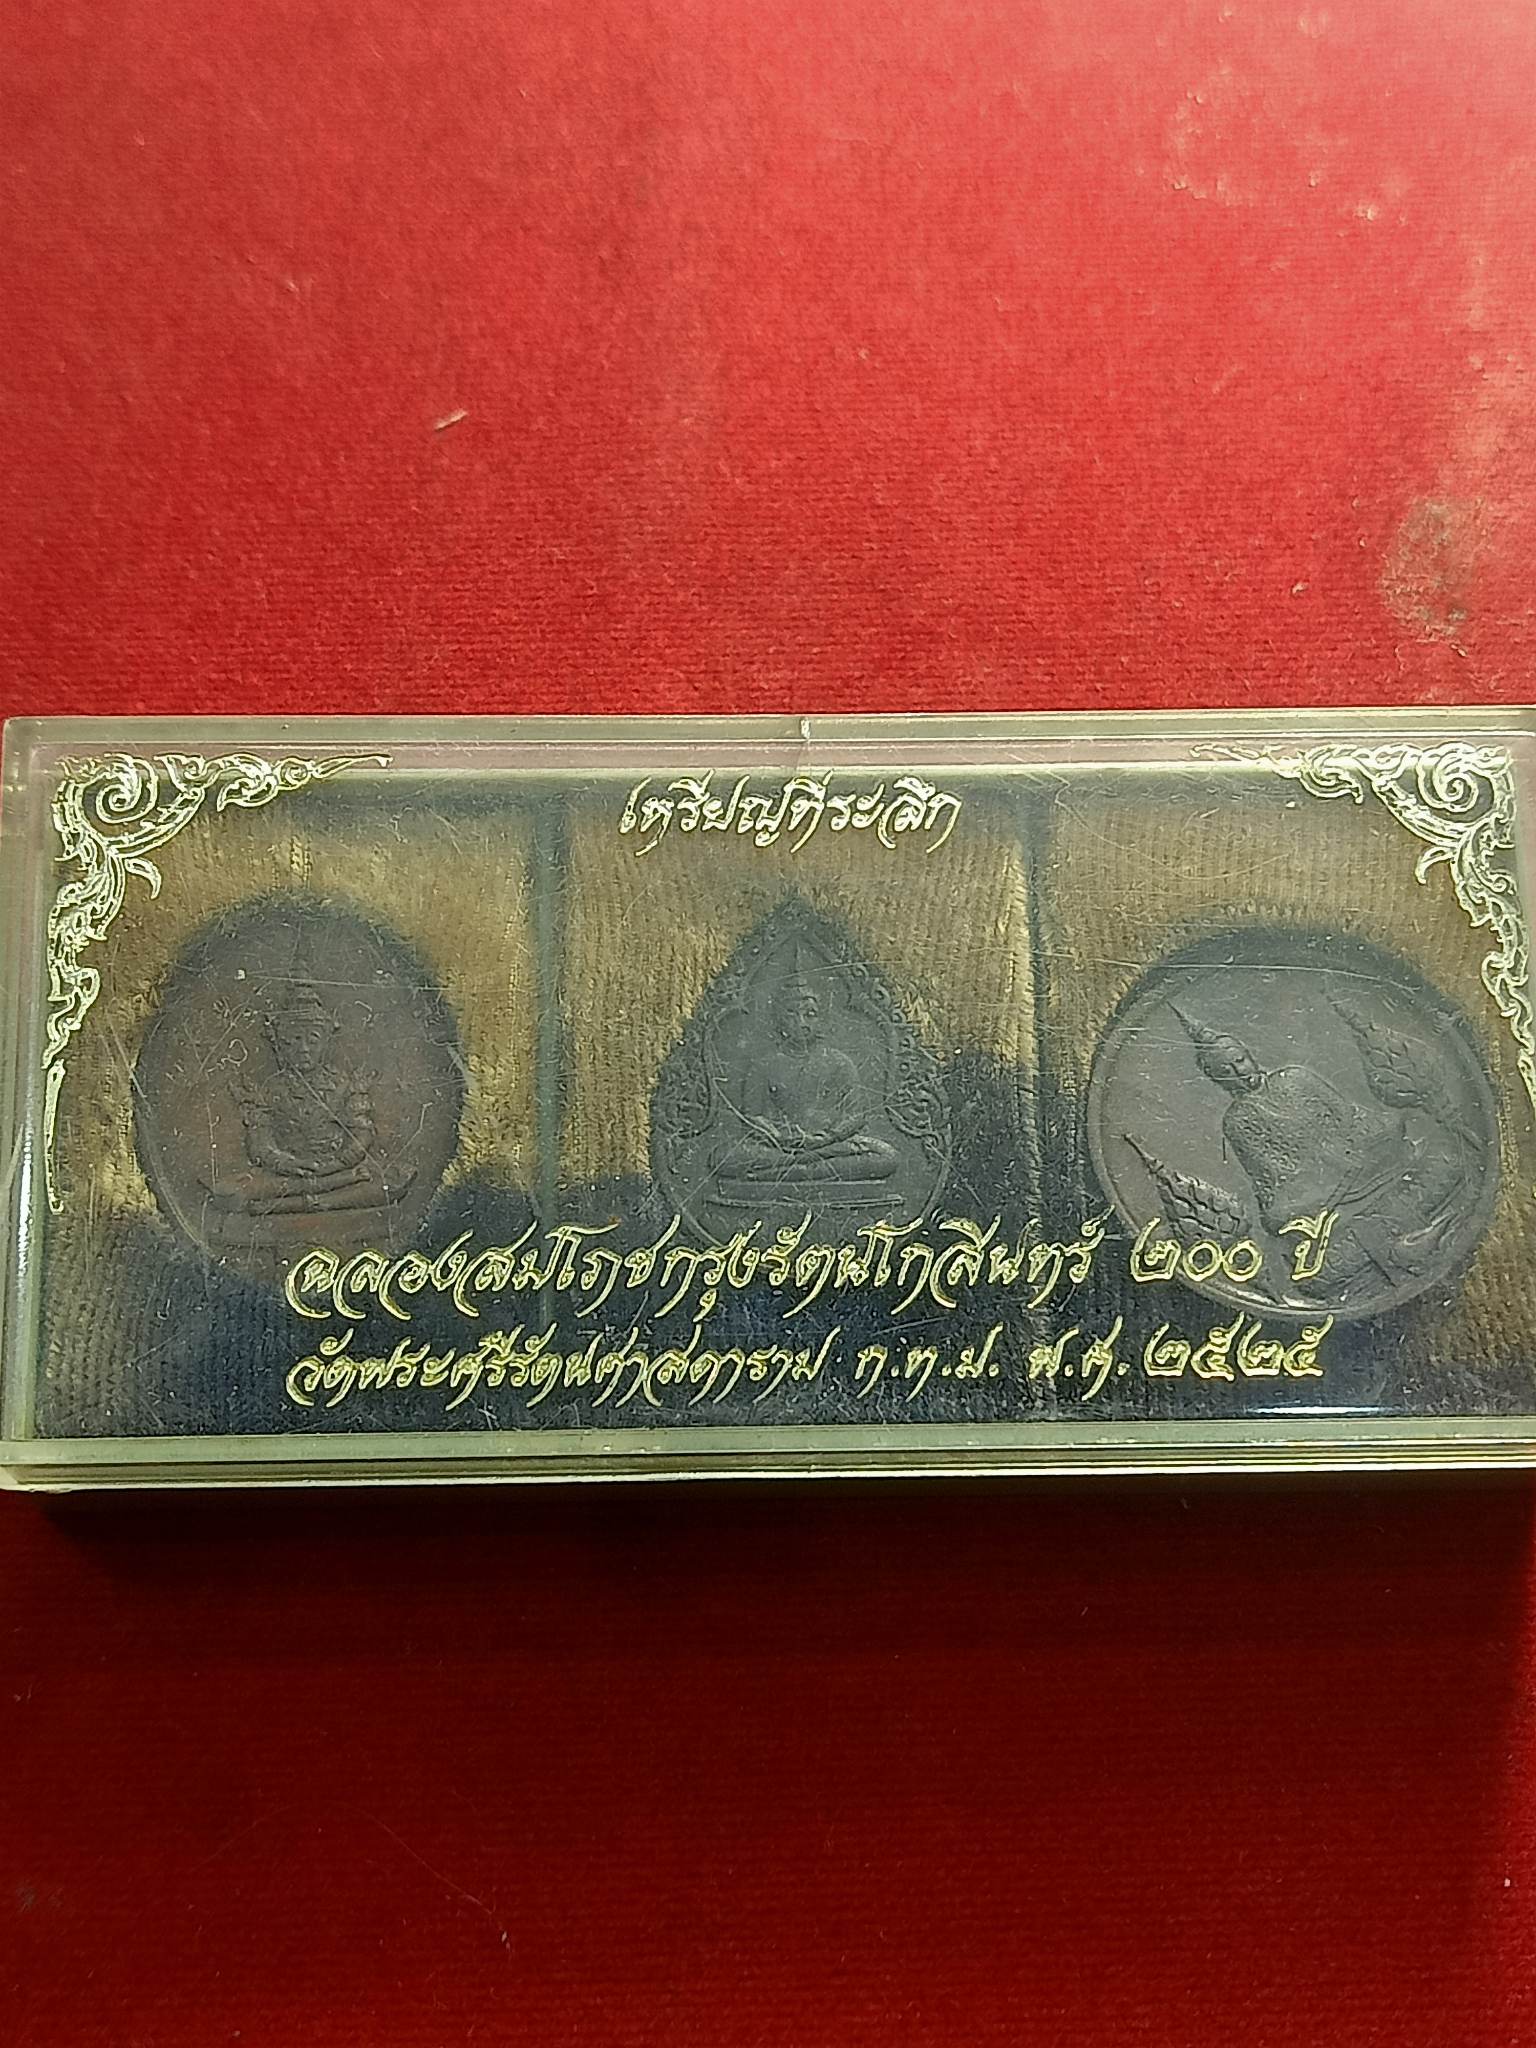 เหรียญที่ระลึก
ฉลองสมโภชกรุงรัตนโกสินทร์ ๒๐๐ ปี
วัดพระศรีรัตนศาสดาราม ก.ท.ม. พ.ศ. ๒๕๒๕